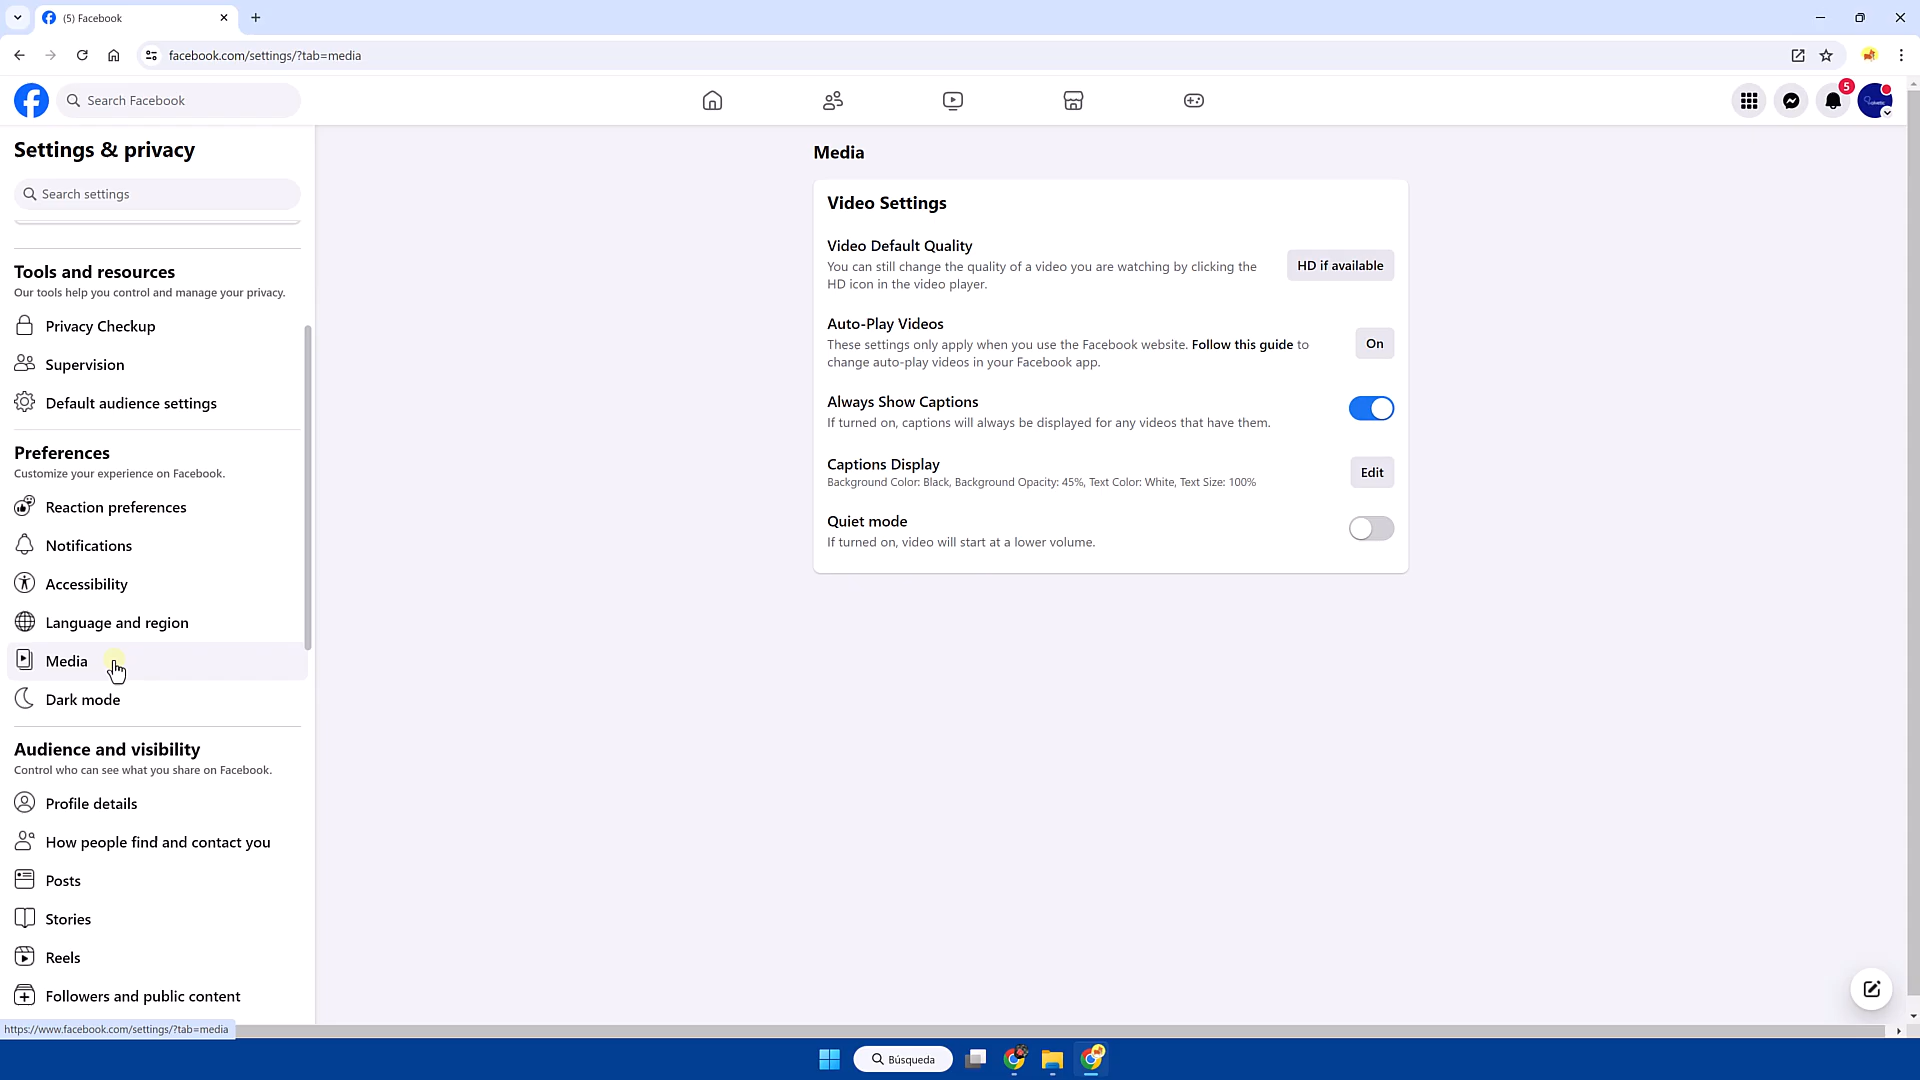 (5) Facebook
facebook.com/settings/?tab=media
Search Facebook
5
Settings & privacy
Search settings
Tools and resources
Our tools help you control and manage your privacy.
Privacy Checkup
Supervision
Default audience settings
Preferences
Customize your experience on Facebook.
Reaction preferences
Notifications
Accessibility
Language and region
Media
Dark mode
Audience and visibility
Control who can see what you share on Facebook.
Profile details
How people find and contact you
Posts
Stories
Reels
Followers and public content
https://www.facebook.com/settings/?tab=media
Media
Video Settings
Video Default Quality
You can still change the quality of a video you are watching by clicking the
HD icon in the video player.
HD if available
Auto-Play Videos
These settings only apply when you use the Facebook website. Follow this guide to
change auto-play videos in your Facebook app.
On
Always Show Captions
If turned on, captions will always be displayed for any videos that have them.
Captions Display
Background Color: Black, Background Opacity: 45%, Text Color: White, Text Size: 100%
Edit
Quiet mode
If turned on, video will start at a lower volume.
Búsqueda